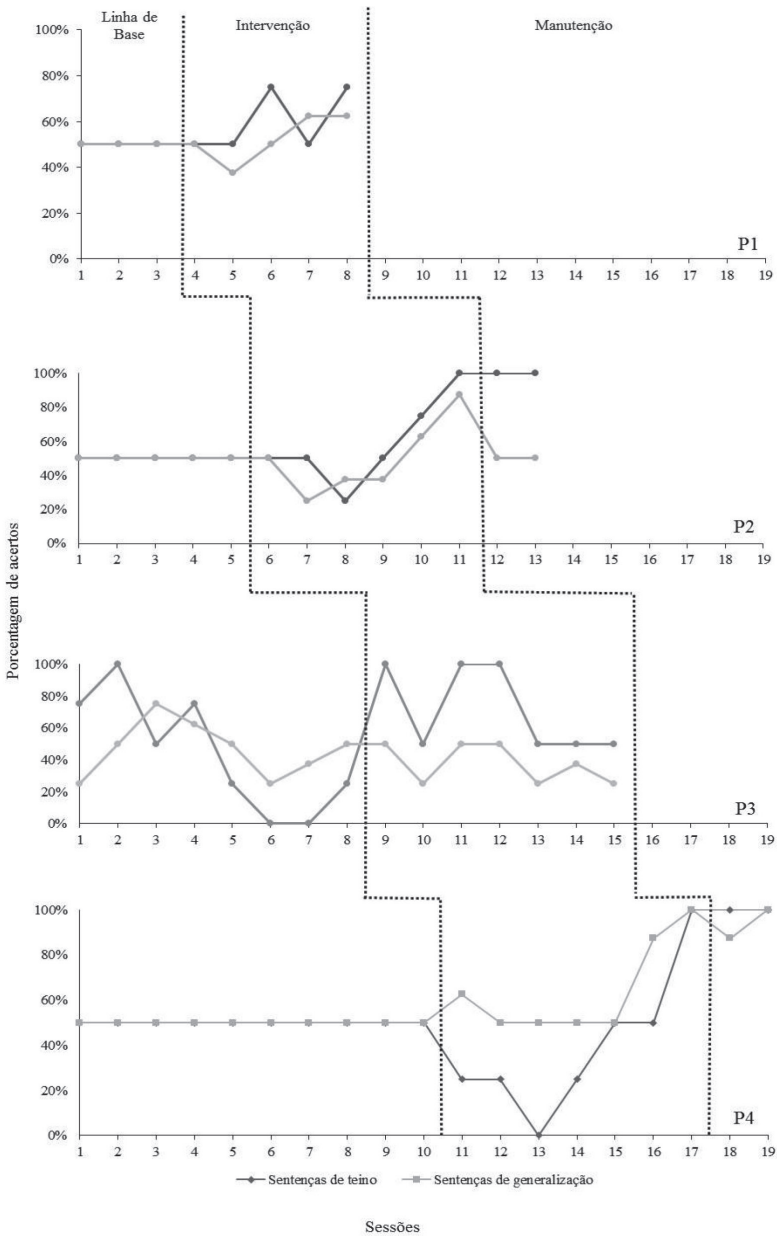 Linha de
Base
Intervenção
Manutenção
100%
80%
60%
40%
20%
0%
P1
1 2 3 4 5 6 7 8 9 10 11 12 13 14 15 16 17 18 19
100%
80%
60%
40%
20%
0%
P2
1 2 3 4 5 6 7 8 9 10 11 12 13 14 15 16 17 18 19
Porcentagem de acertos
100%
80%
60%
40%
20%
0%
P3
1 2 3 4 5 6 7 8 9 10 11 12 13 14 15 16 17 18 19
100%
80%
60%
40%
20%
0%
P4
1 2 3 4 5 6 7 8 9 10 11 12 13 14 15 16 17 18 19
Sentenças de teino
Sentenças de generalização
Sessões